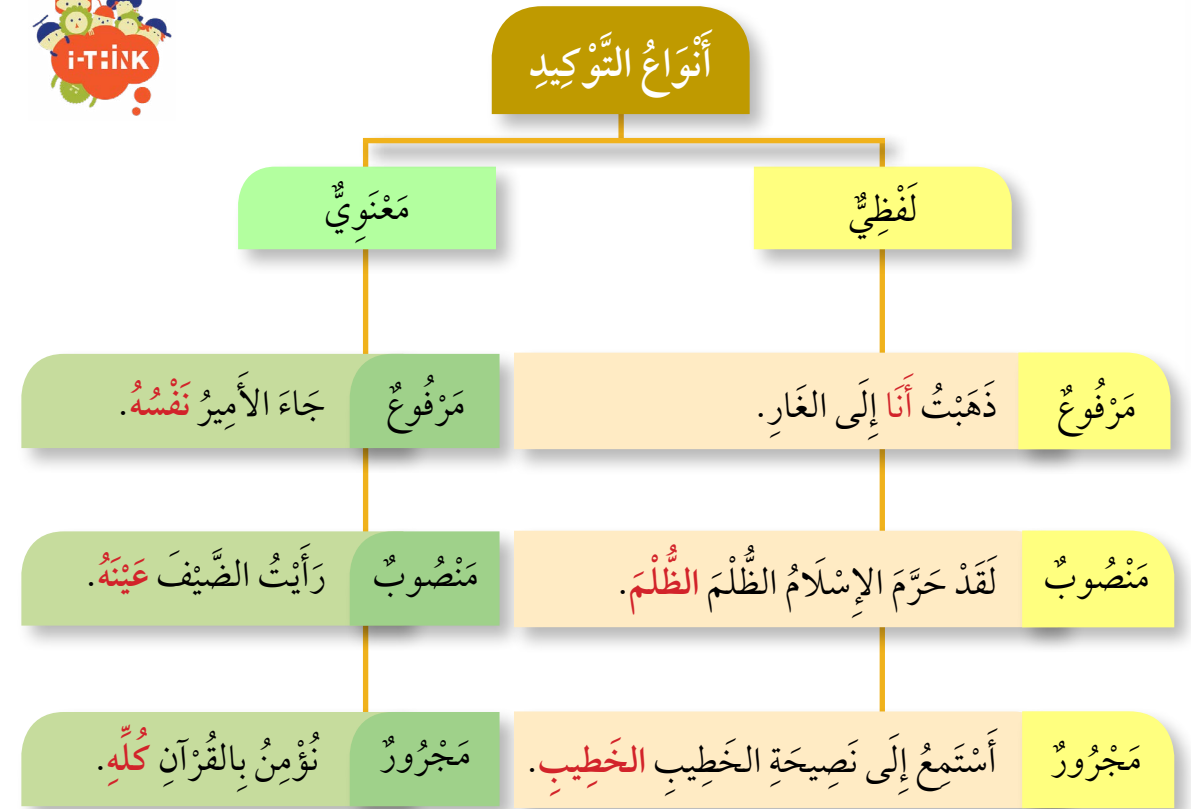 i-THiNK
أَنْوَاعُ التَّوْكِيدِ
لَفْظِيٌّ
مَعْنَوِيٌّ
مَرْفُوعٌ
ذَهَبْتُ أَنَا إِلَى الغَارِ.
مَرْفُوعٌ
جَاءَ الأَمِيرُ نَفْسُهُ.
مَنْصُوبٌ
لَقَدْ حَرَّمَ الإِسْلَامُ الظُّلْمَ الظُّلْمَ.
مَنْصُوبٌ
رَأَيْتُ الضَّيْفَ عَيْنَهُ.
مَجْرُورٌ
أَسْتَمِعُ إِلَى نَصِيحَةِ الخَطِيبِ الخَطِيبِ.
مَجْرُورٌ
نُؤْمِنُ بِالقُرْآنِ كُلِّهِ.